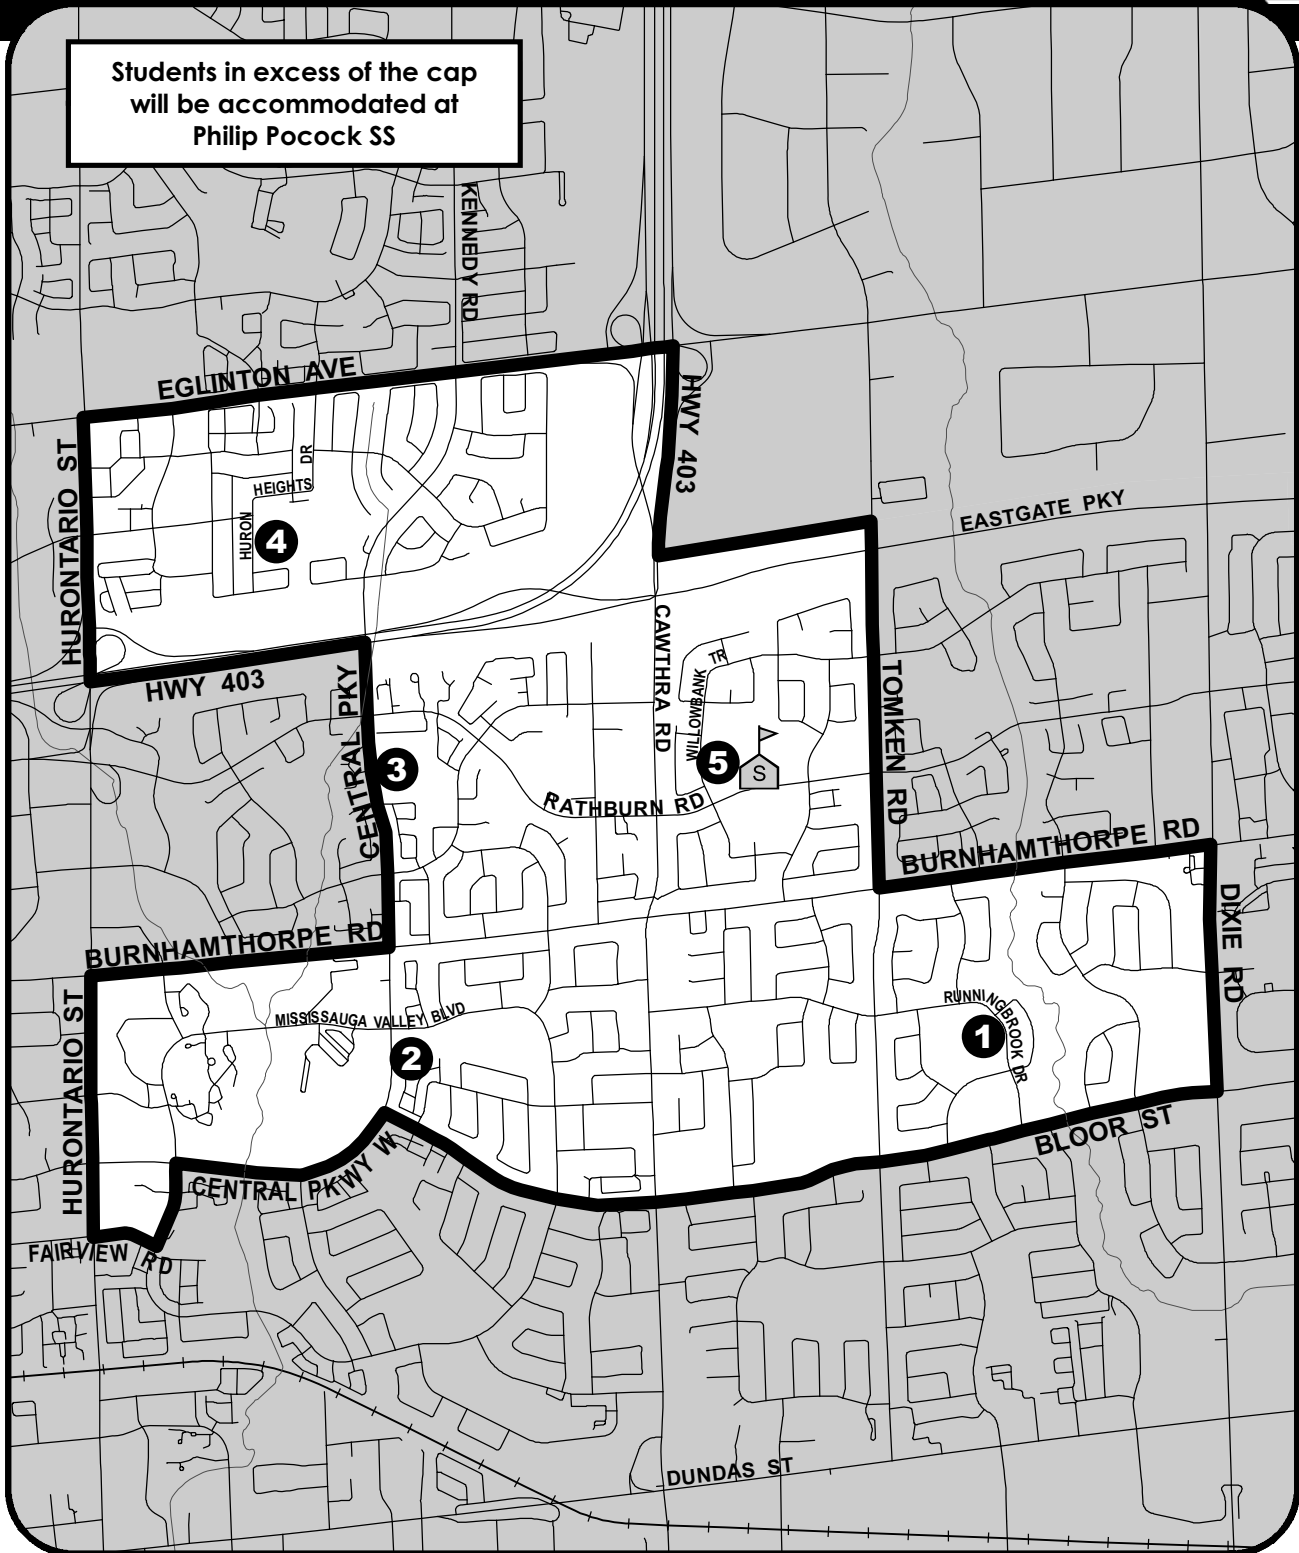 Students in excess of the cap
will be accommodated at
Philip Pocock SS
KENNEDY RD
EGLINTON AVE
HWY 403
HURONTARIO ST
HEIGHTS DR
HURON
4
EASTGATE PKY
HWY 403
CENTRAL PKY
CAWTHRA RD
WILLOWBANK TR
TOMKEN RD
3
5
S
RATHBURN RD
BURNHAMTHORPE RD
DIXIE RD
BURNHAMTHORPE RD
HURONTARIO ST
MISSISSAUGA VALLEY BLVD
RUNNINGBROOK DR
2
1
BLOOR ST
CENTRAL PKWY W
FAIRVIEW RD
DUNDAS ST